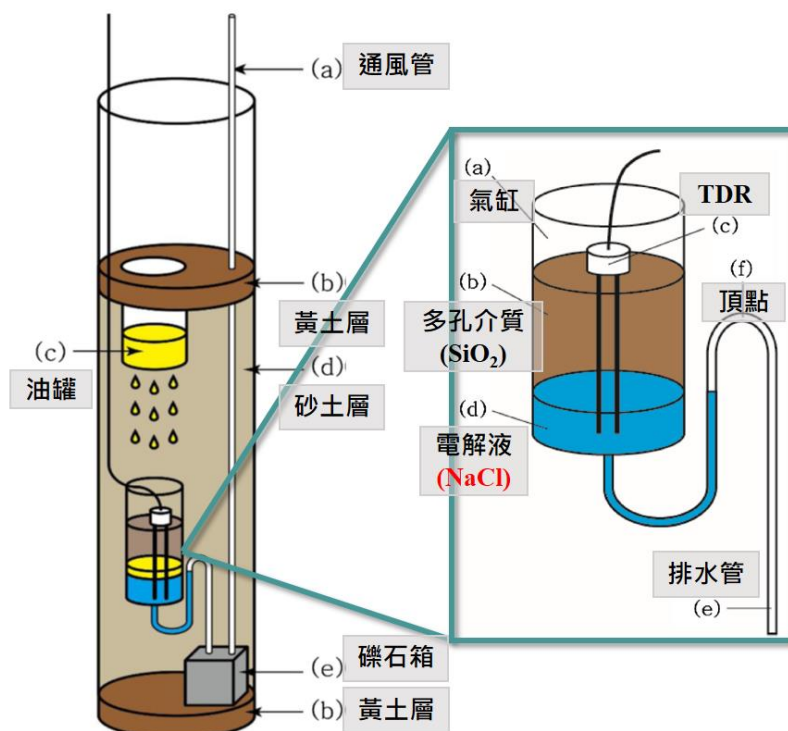 (a) 通風管
(b)
黃土層
(c)
油罐
(d)
砂土層
(e) 礫石箱
(b) 黃土層
(a)
氣缸
TDR
(c)
(b)
多孔介質
(SiO₂)
(f)
頂點
(d)
電解液
(NaCl)
排水管
(e)